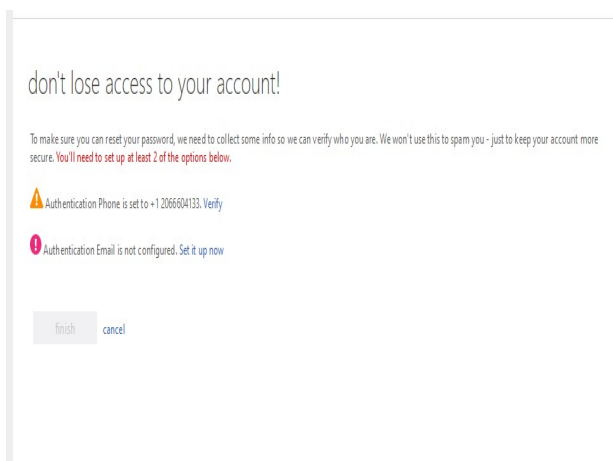 don't lose access to your account!
To make sure you can reset your password, we need to collect some info so we can verify who you are. We won't use this to spam you - just to keep your account more
secure. You'll need to set up at least 2 of the options below.
Authentication Phone is set to +1 2066604133. Verify
Authentication Email is not configured. Set it up now
finish cancel